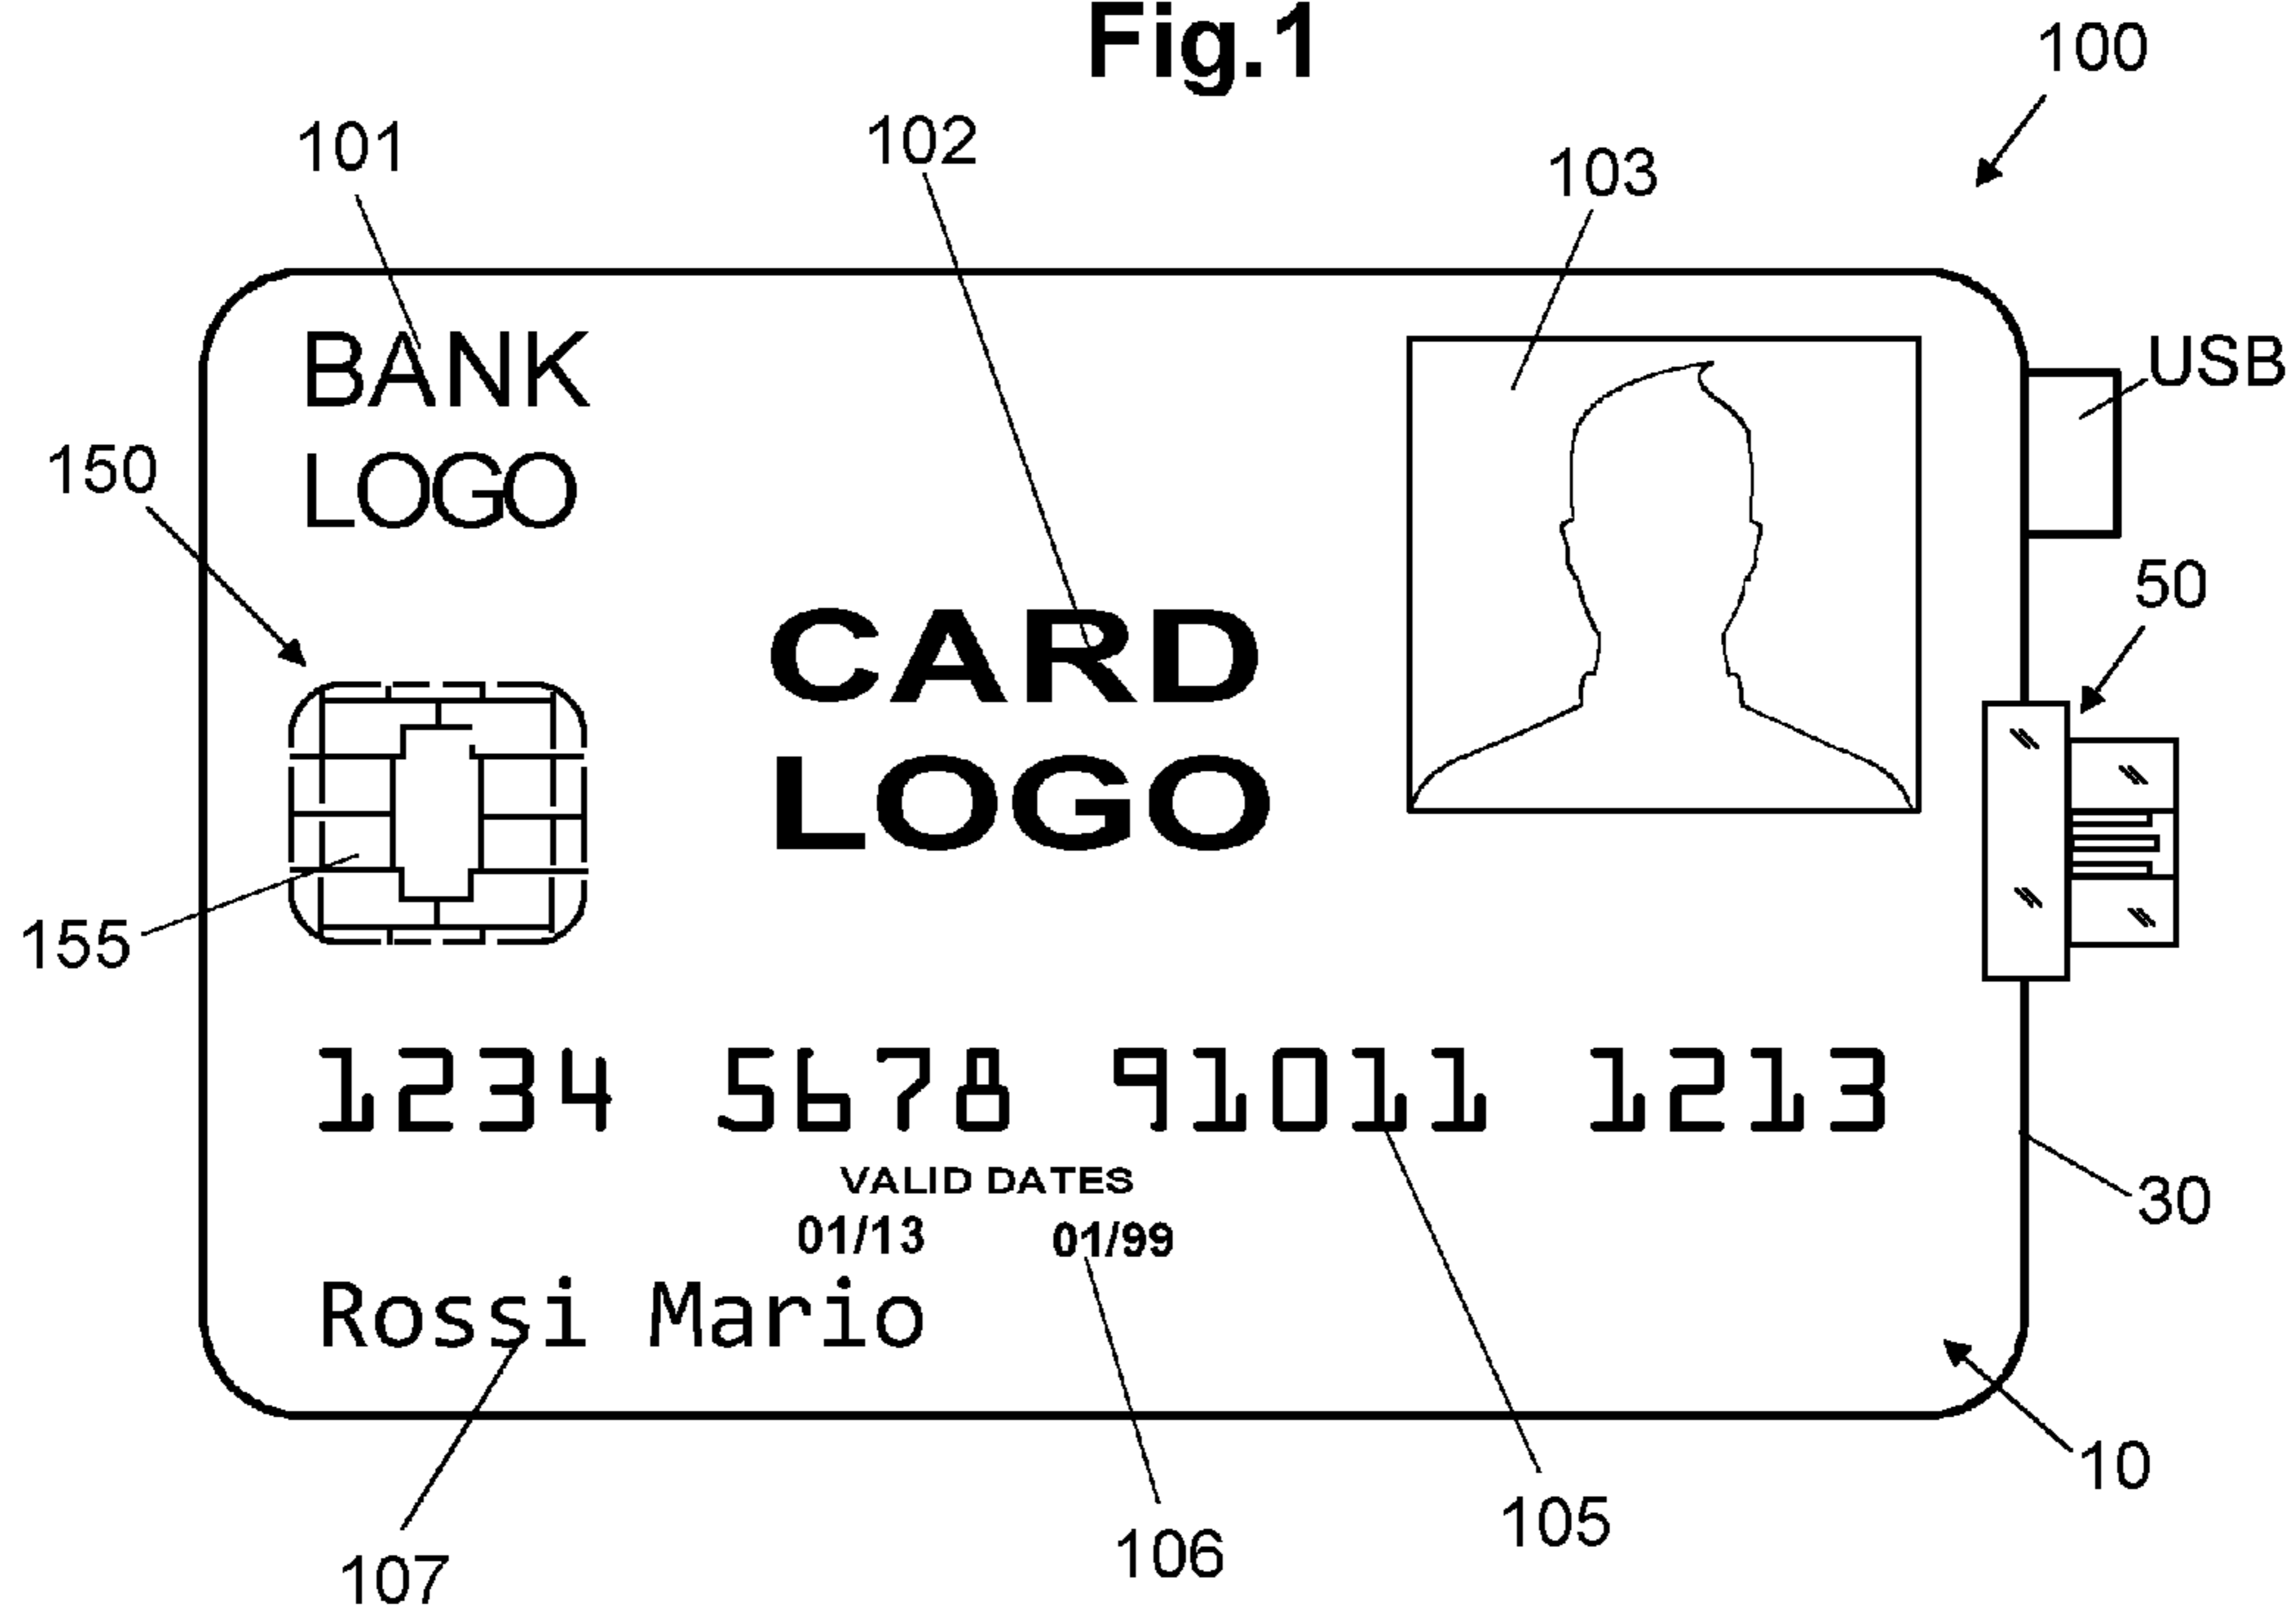 Fig.1
100
101
102
103
BANK
LOGO
USB
150
50
CARD
LOGO
155
1234 5678 91011 1213
VALID DATES
01/13 01/99
30
Rossi Mario
10
105
106
107